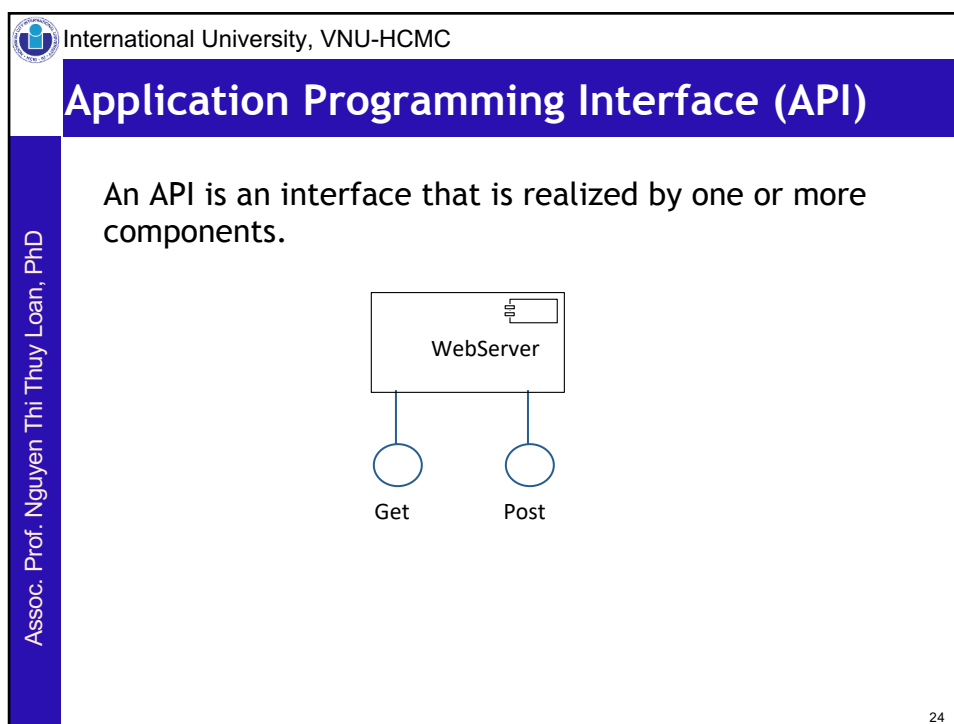 International University, VNU-HCMC
Application Programming Interface (API)
Assoc. Prof. Nguyen Thi Thuy Loan, PhD
An API is an interface that is realized by one or more
components.
WebServer
Get
Post
24